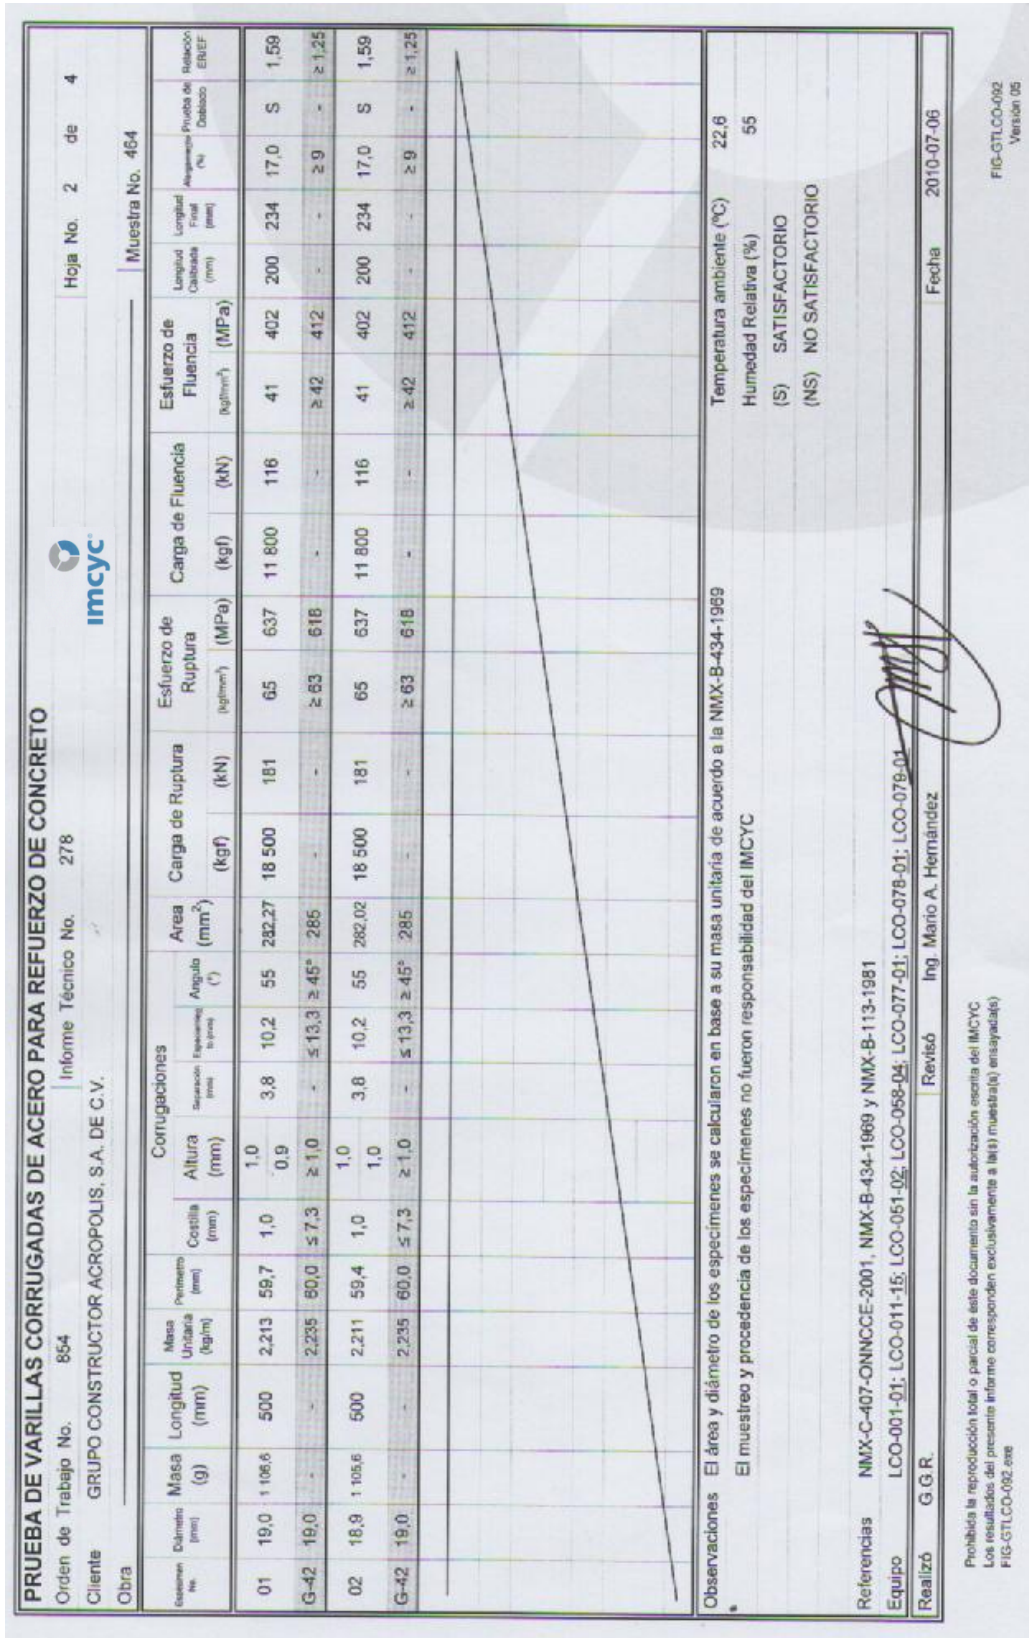 PRUEBA DE VARILLAS CORRUGADAS DE ACERO PARA REFUERZO DE CONCRETO
imcyc
Orden de Trabajo No. 854 Informe Técnico No. 278 Hoja No. 2 de 4
Cliente GRUPO CONSTRUCTOR ACROPOLIS, S.A. DE C.V.
Obra Muestra No. 464
Especimen No. Diámetro (mm) Masa (g) Longitud (mm) Masa Unitaria (kg/m) Perímetro (mm) Costilla (mm) Corrugaciones Altura (mm) Separación (mm) Espaciamiento (mm) Angulo (°) Area (mm²) Carga de Ruptura (kgf) (kN) Esfuerzo de Ruptura (kgf/mm²) (MPa) Carga de Fluencia (kgf) (kN) Esfuerzo de Fluencia (kgf/mm²) (MPa) Longitud Calibrada (mm) Longitud Final (mm) Alargamiento (%) Prueba de Doblado Relación ER/EF
01 19,0 1 106,6 500 2,213 59,7 1,0 1,0 0,9 3,8 10,2 55 282,27 18 500 181 65 637 11 800 116 41 402 200 234 17,0 S 1,59
G-42 19,0 - - 2,235 60,0 ≤ 7,3 ≥ 1,0 - ≤ 13,3 ≥ 45° 285 - - ≥ 63 618 - - ≥ 42 412 - - ≥ 9 - ≥ 1,25
02 18,9 1 105,6 500 2,211 59,4 1,0 1,0 1,0 3,8 10,2 55 282,02 18 500 181 65 637 11 800 116 41 402 200 234 17,0 S 1,59
G-42 19,0 - - 2,235 60,0 ≤ 7,3 ≥ 1,0 - ≤ 13,3 ≥ 45° 285 - - ≥ 63 618 - - ≥ 42 412 - - ≥ 9 - ≥ 1,25
Observaciones El área y diámetro de los especímenes se calcularon en base a su masa unitaria de acuerdo a la NMX-B-434-1969 Temperatura ambiente (°C) 22,6
El muestreo y procedencia de los especímenes no fueron responsabilidad del IMCYC Humedad Relativa (%) 55
(S) SATISFACTORIO
(NS) NO SATISFACTORIO
Referencias NMX-C-407-ONNCCE-2001, NMX-B-434-1969 y NMX-B-113-1981
Equipo LCO-001-01; LCO-011-15; LCO-051-02; LCO-058-04; LCO-077-01; LCO-078-01; LCO-079-01
Realizó G.G.R. Revisó Ing. Mario A. Hernández Fecha 2010-07-06
Prohibida la reproducción total o parcial de éste documento sin la autorización escrita del IMCYC
Los resultados del presente informe corresponden exclusivamente a la(s) muestra(s) ensayada(s)
FIG-GTLCO-092.exe
FIG-GTLCO-092
Versión 05